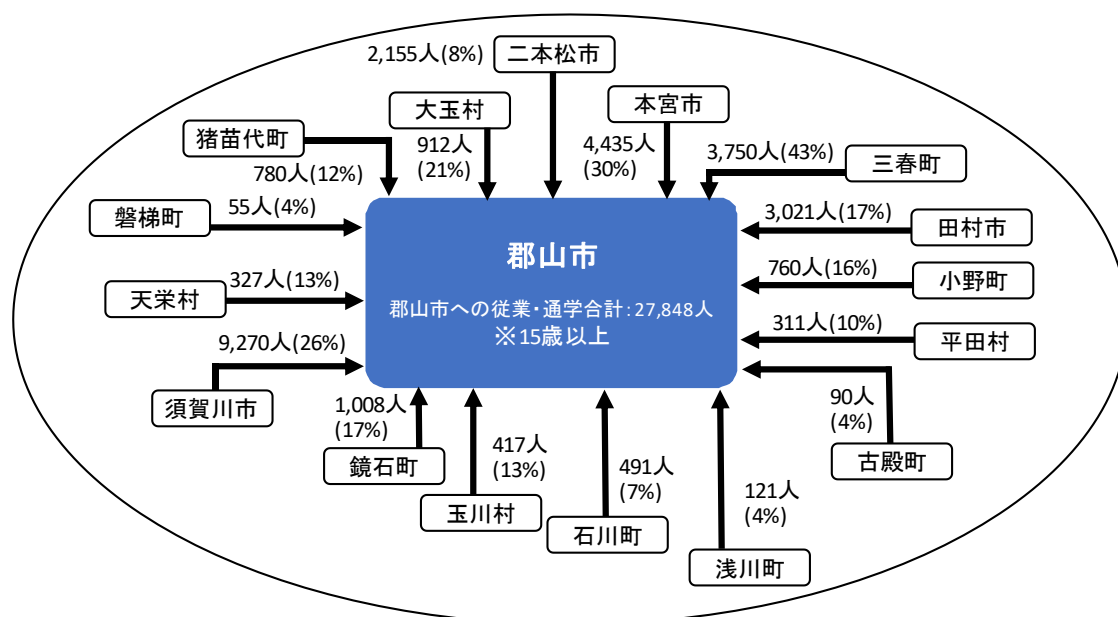 2,155人(8%)
二本松市
大玉村
本宮市
猪苗代町
912人
(21%)
4,435人
(30%)
3,750人(43%)
三春町
780人(12%)
磐梯町
55人(4%)
3,021人(17%)
田村市
郡山市
天栄村
327人(13%)
760人(16%)
小野町
郡山市への従業・通学合計:27,848人
※15歳以上
311人(10%)
平田村
9,270人(26%)
須賀川市
1,008人
(17%)
鏡石町
417人
(13%)
玉川村
491人
(7%)
石川町
121人
(4%)
浅川町
90人
(4%)
古殿町